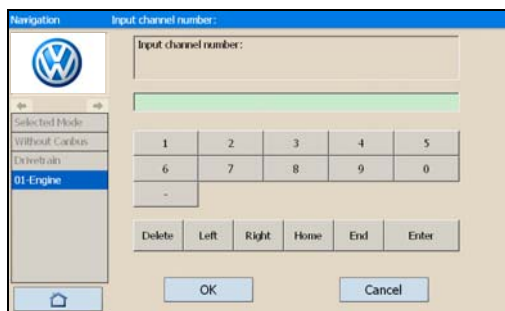 Navigation
Input channel number:
Input channel number:
Selected Mode
Without Canbus
Drivetrain
01-Engine
1 2 3 4 5
6 7 8 9 0
-
Delete Left Right Home End Enter
OK Cancel